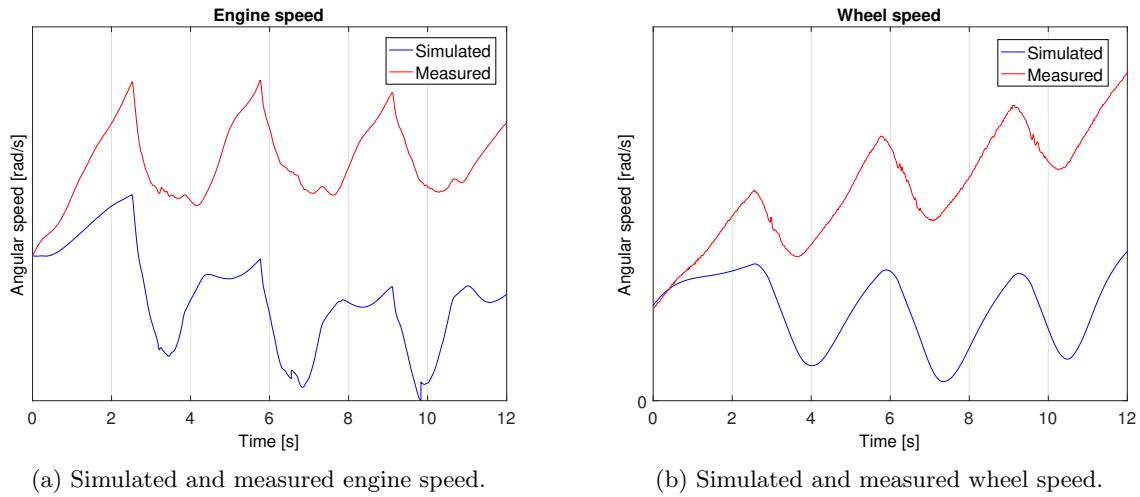 Engine speed
Simulated
Measured
Angular speed [rad/s]
0 2 4 6 8 10 12
Time [s]
(a) Simulated and measured engine speed.
Wheel speed
Simulated
Measured
Angular speed [rad/s]
0
0 2 4 6 8 10 12
Time [s]
(b) Simulated and measured wheel speed.